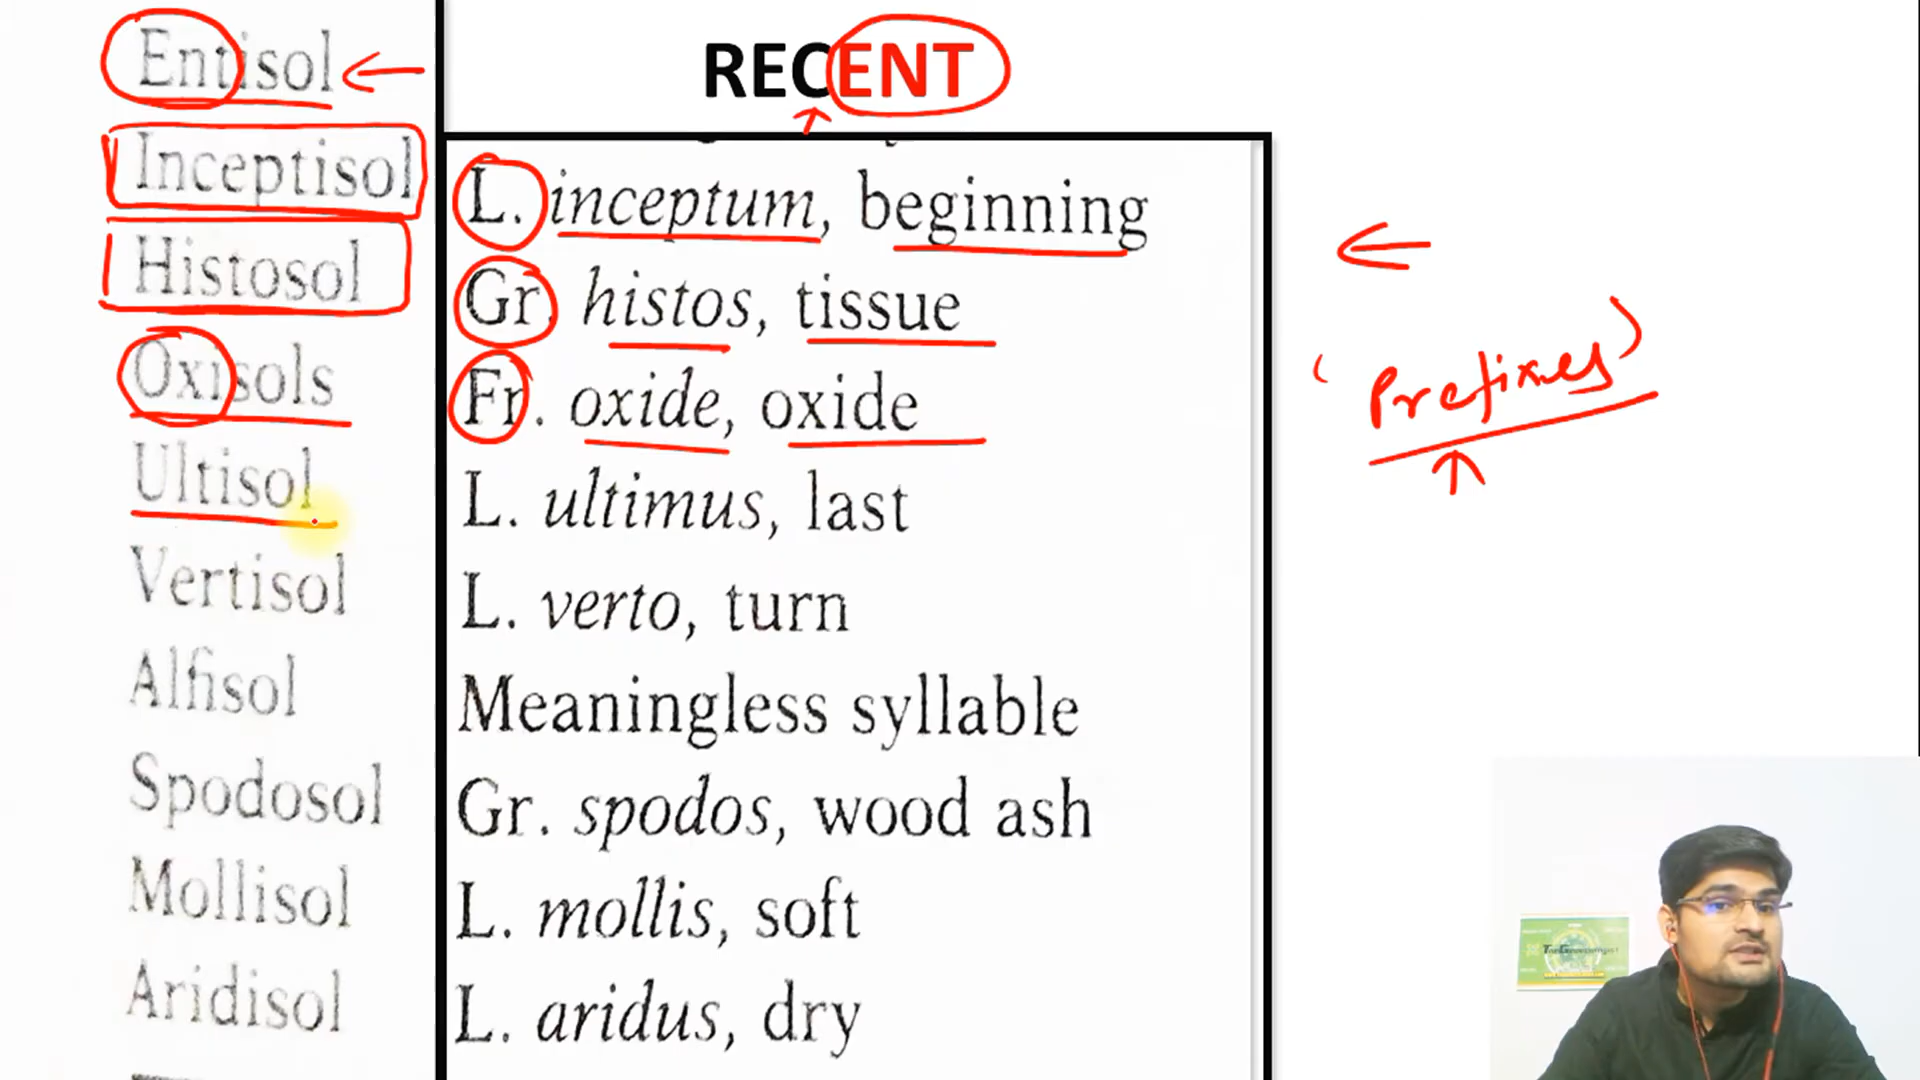 Entisol RECENT
Inceptisol L. inceptum, beginning
Histosol Gr. histos, tissue
Oxisols Fr. oxide, oxide
(Prefixes)
Ultisol L. ultimus, last
Vertisol L. verto, turn
Alfisol Meaningless syllable
Spodosol Gr. spodos, wood ash
Mollisol L. mollis, soft
Aridisol L. aridus, dry